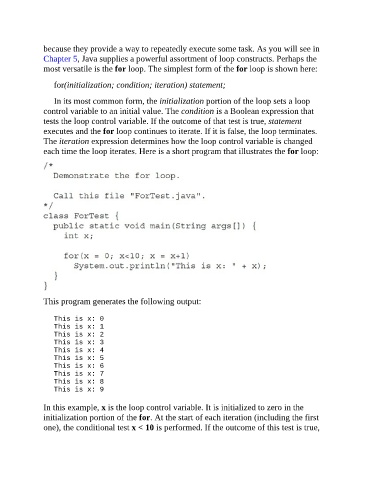 because they provide a way to repeatedly execute some task. As you will see in
Chapter 5, Java supplies a powerful assortment of loop constructs. Perhaps the
most versatile is the for loop. The simplest form of the for loop is shown here:
for(initialization; condition; iteration) statement;
In its most common form, the initialization portion of the loop sets a loop
control variable to an initial value. The condition is a Boolean expression that
tests the loop control variable. If the outcome of that test is true, statement
executes and the for loop continues to iterate. If it is false, the loop terminates.
The iteration expression determines how the loop control variable is changed
each time the loop iterates. Here is a short program that illustrates the for loop:
/*
Demonstrate the for loop.
Call this file "ForTest.java".
*/
class ForTest {
public static void main(String args[]) {
int x;
for(x = 0; x<10; x = x+1)
System.out.println("This is x: " + x);
}
}
This program generates the following output:
This is x: 0
This is x: 1
This is x: 2
This is x: 3
This is x: 4
This is x: 5
This is x: 6
This is x: 7
This is x: 8
This is x: 9
In this example, x is the loop control variable. It is initialized to zero in the
initialization portion of the for. At the start of each iteration (including the first
one), the conditional test x < 10 is performed. If the outcome of this test is true,